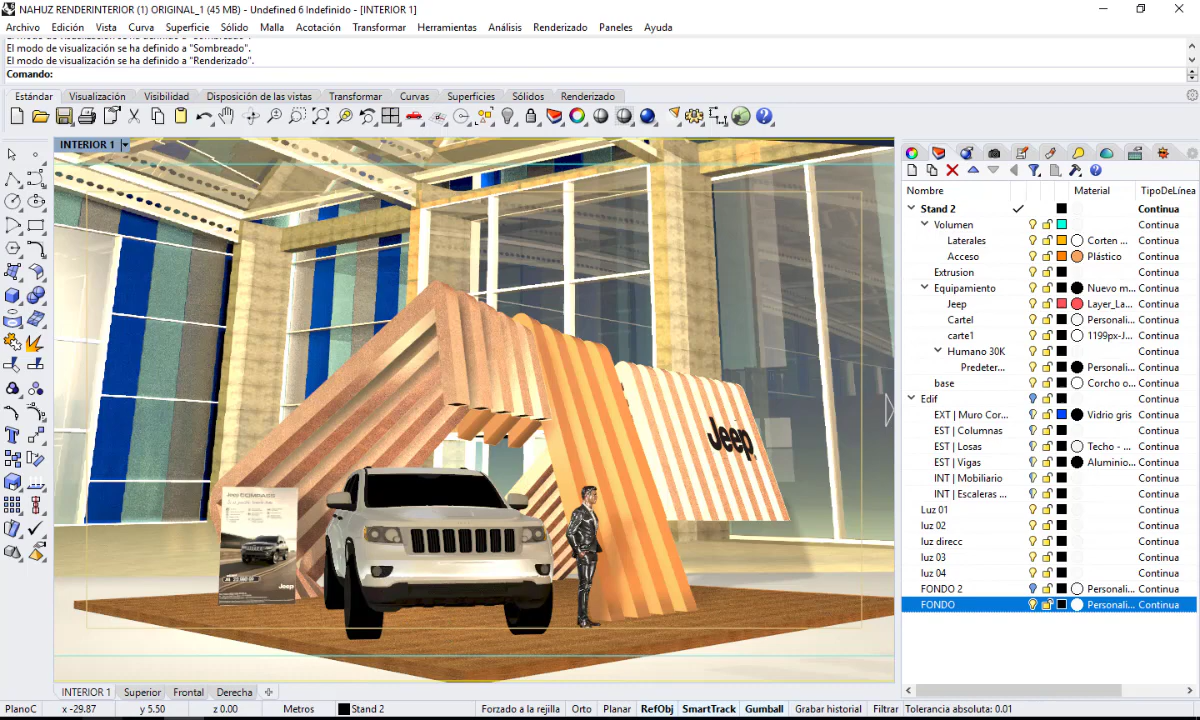 NAHUZ RENDERINTERIOR (1) ORIGINAL_1 (45 MB) - Undefined 6 Indefinido - [INTERIOR 1]
Archivo Edición Vista Curva Superficie Sólido Malla Acotación Transformar Herramientas Análisis Renderizado Paneles Ayuda
El modo de visualización se ha definido a "Sombreado".
El modo de visualización se ha definido a "Renderizado".
Comando:
Estándar Visualización Visibilidad Disposición de las vistas Transformar Curvas Superficies Sólidos Renderizado
INTERIOR 1
Nombre Material TipoDeLínea
Stand 2 Continua
Volumen Continua
Laterales Corten ... Continua
Acceso Plástico Continua
Extrusion Continua
Equipamiento Nuevo m... Continua
Jeep Layer_La... Continua
Cartel Personali... Continua
carte1 1199px-J... Continua
Humano 30K Continua
Predeter... Personali... Continua
base Corcho o... Continua
Edif Continua
EXT | Muro Cor... Vidrio gris Continua
EST | Columnas Continua
EST | Losas Techo - ... Continua
EST | Vigas Aluminio... Continua
INT | Mobiliario Continua
INT | Escaleras ... Continua
Luz 01 Continua
luz 02 Continua
luz direcc Continua
luz 03 Continua
luz 04 Continua
FONDO 2 Personali... Continua
FONDO Personali... Continua
Jeep
Jeep COMPASS
Jeep
INTERIOR 1 Superior Frontal Derecha
PlanoC x -29.87 y 5.50 z 0.00 Metros Stand 2 Forzado a la rejilla Orto Planar RefObj SmartTrack Gumball Grabar historial Filtrar Tolerancia absoluta: 0.01